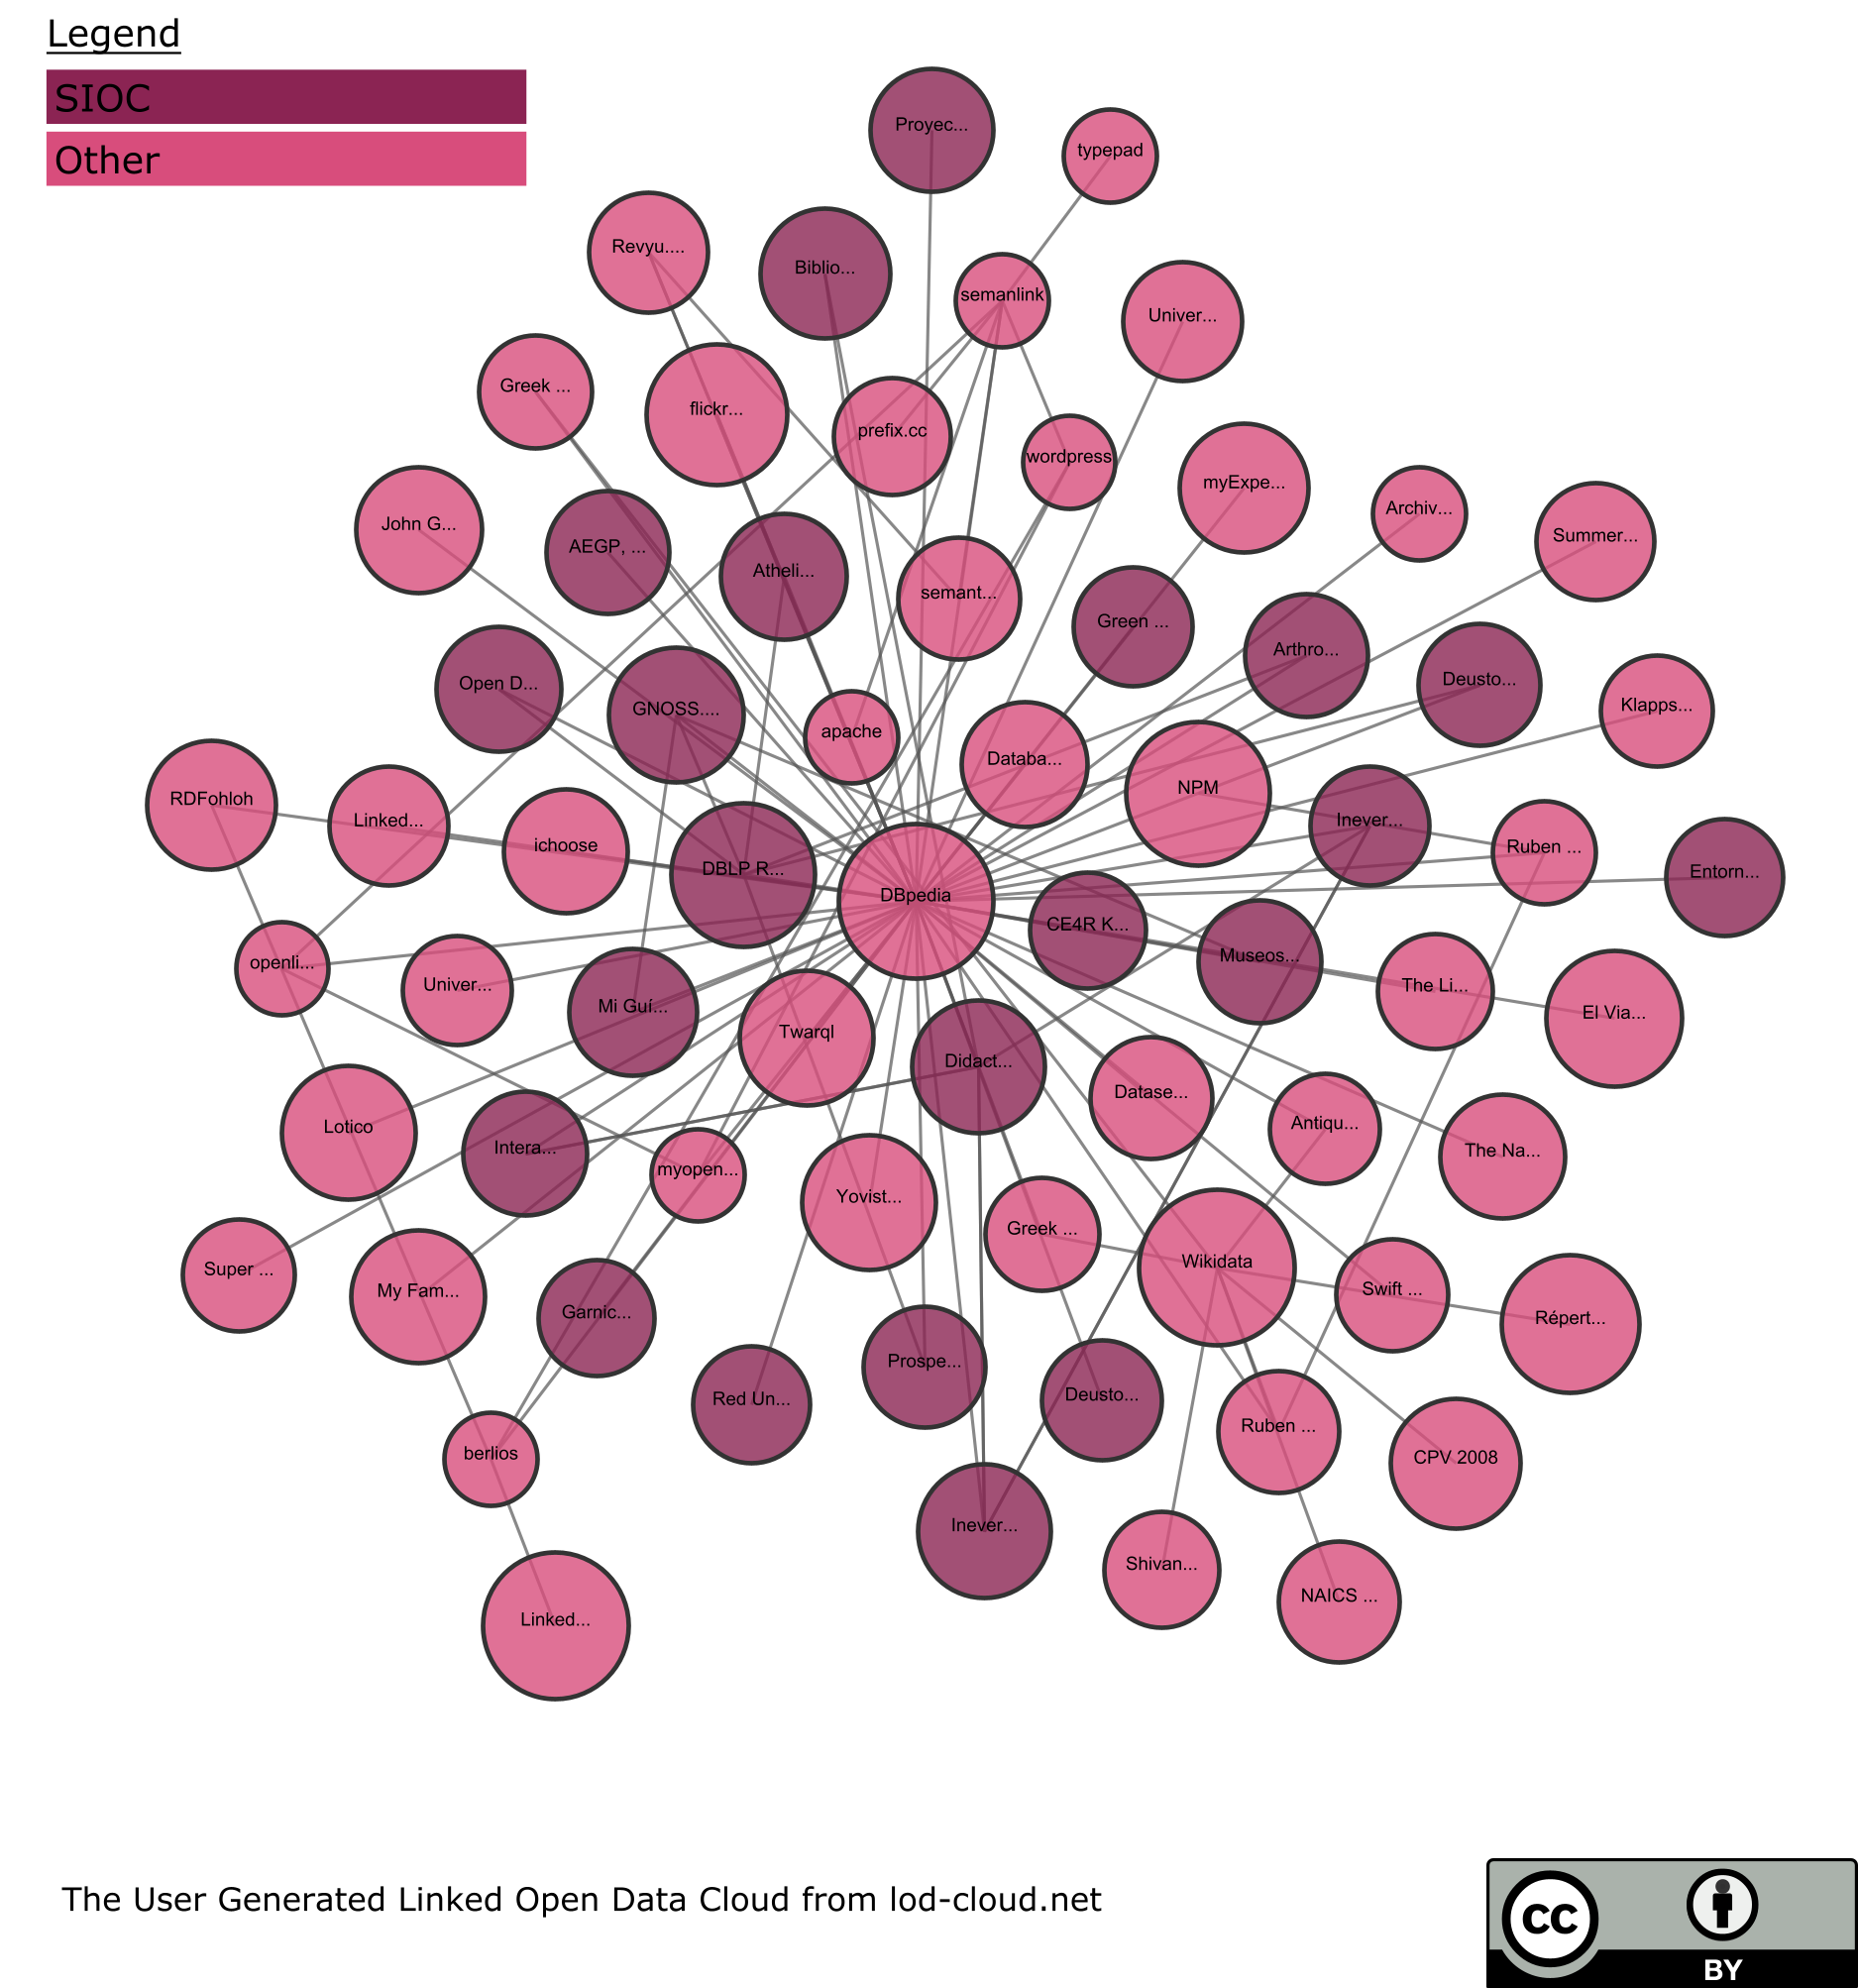 Legend
SIOC
Other
Proyec...
typepad
Revyu....
Biblio...
semanlink
Univer...
Greek ...
flickr...
prefix.cc
wordpress
myExpe...
Archiv...
Summer...
John G...
AEGP, ...
Atheli...
semant...
Green ...
Arthro...
Deusto...
Open D...
GNOSS....
apache
Databa...
NPM
Klapps...
RDFohloh
Linked...
ichoose
DBLP R...
DBpedia
Inever...
Ruben ...
Entorn...
openli...
Univer...
Mi Guí...
Twarql
CE4R K...
Museos...
The Li...
El Via...
Lotico
Intera...
myopen...
Didact...
Datase...
Antiqu...
The Na...
Super ...
My Fam...
Garnic...
Yovist...
Greek ...
Wikidata
Swift ...
Répert...
berlios
Red Un...
Prospe...
Deusto...
Ruben ...
CPV 2008
Linked...
Inever...
Shivan...
NAICS ...
The User Generated Linked Open Data Cloud from lod-cloud.net
cc
BY